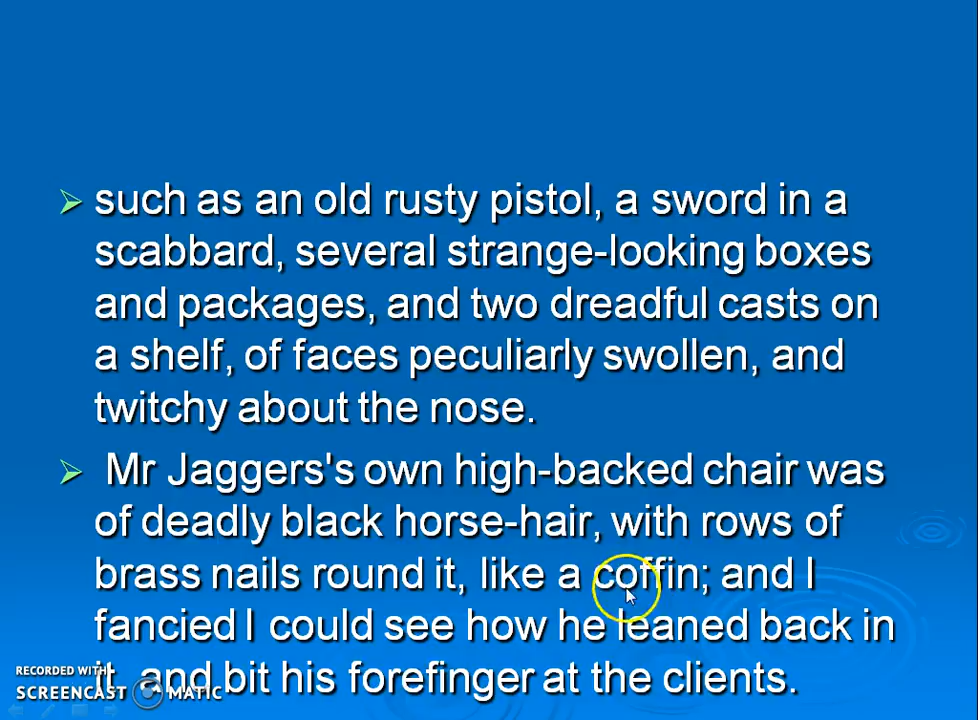 such as an old rusty pistol, a sword in a
scabbard, several strange-looking boxes
and packages, and two dreadful casts on
a shelf, of faces peculiarly swollen, and
twitchy about the nose.
Mr Jaggers's own high-backed chair was
of deadly black horse-hair, with rows of
brass nails round it, like a coffin; and I
fancied I could see how he leaned back in
it, and bit his forefinger at the clients.
RECORDED WITH
SCREENCAST MATIC